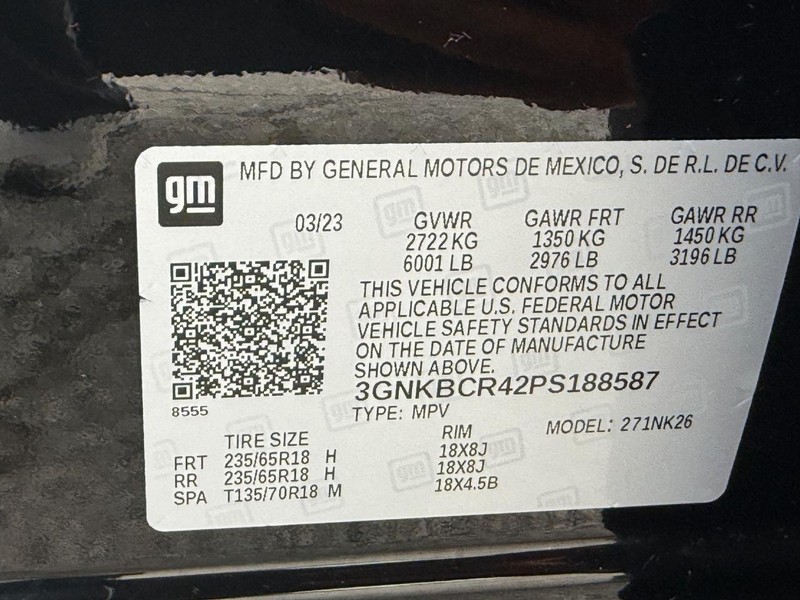 gm MFD BY GENERAL MOTORS DE MEXICO, S. DE R.L. DE C.V.
03/23 GVWR GAWR FRT GAWR RR
2722 KG 1350 KG 1450 KG
6001 LB 2976 LB 3196 LB
THIS VEHICLE CONFORMS TO ALL
APPLICABLE U.S. FEDERAL MOTOR
VEHICLE SAFETY STANDARDS IN EFFECT
ON THE DATE OF MANUFACTURE
SHOWN ABOVE.
3GNKBCR42PS188587
8555
TYPE: MPV MODEL: 271NK26
TIRE SIZE RIM
FRT 235/65R18 H 18X8J
RR 235/65R18 H 18X8J
SPA T135/70R18 M 18X4.5B